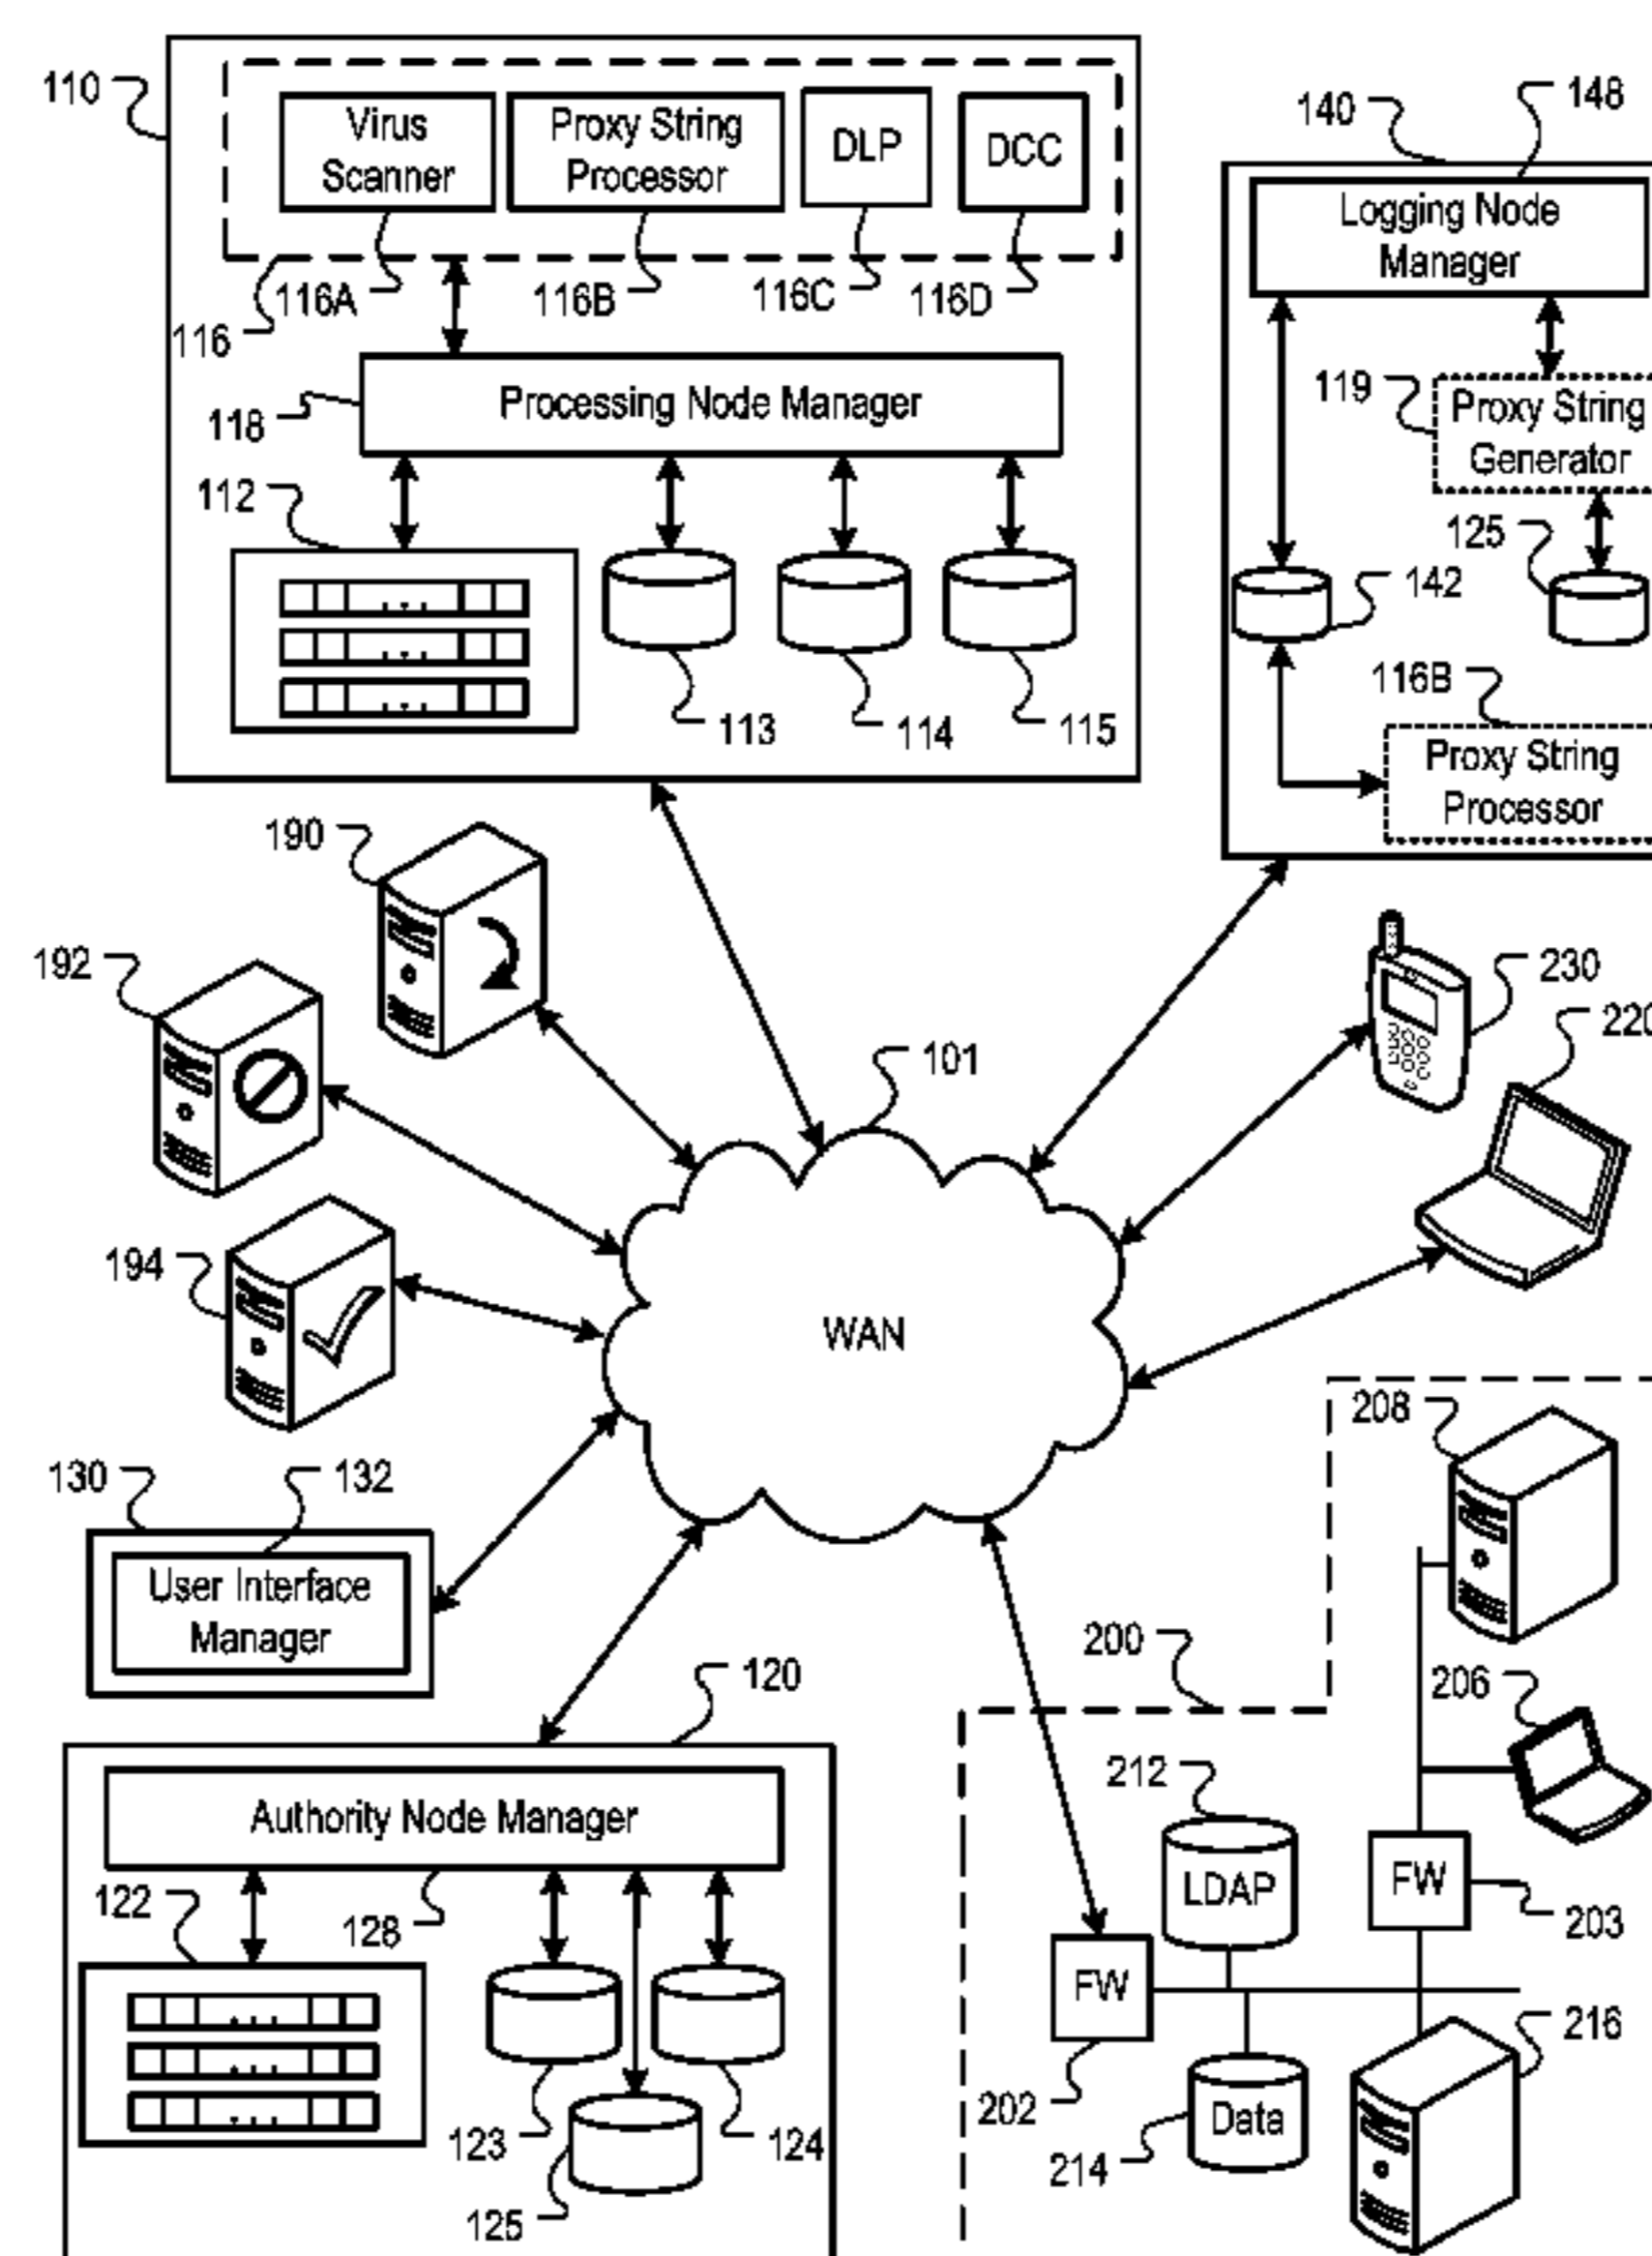 110
Virus
Scanner
Proxy String
Processor
DLP
DCC
116A
116B
116C
116D
116
118
Processing Node Manager
112
113
114
115
140
148
Logging Node
Manager
119
Proxy String
Generator
125
142
116B
Proxy String
Processor
190
192
194
101
WAN
230
220
130
132
User Interface
Manager
120
Authority Node Manager
122
128
123
124
125
200
208
206
212
LDAP
FW
203
FW
202
214
Data
216